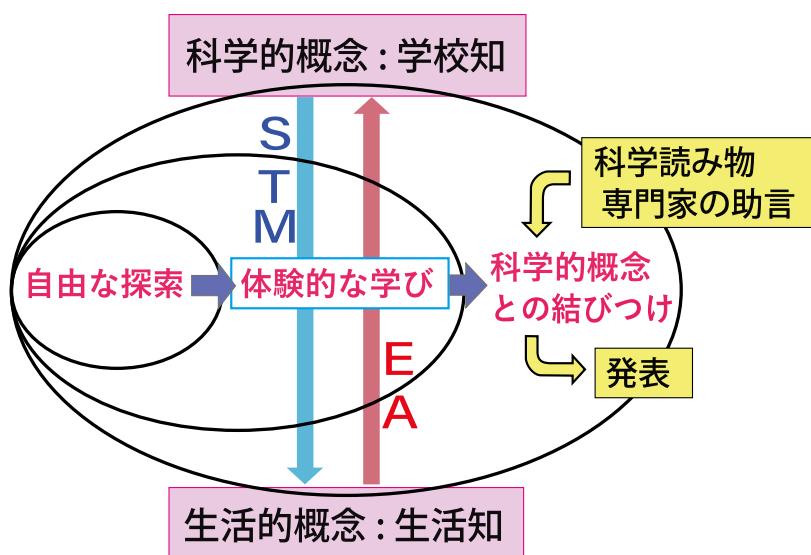 科学的概念：学校知
S
T
M
科学読み物
専門家の助言
自由な探索
体験的な学び
科学的概念
との結びつけ
E
A
発表
生活的概念：生活知